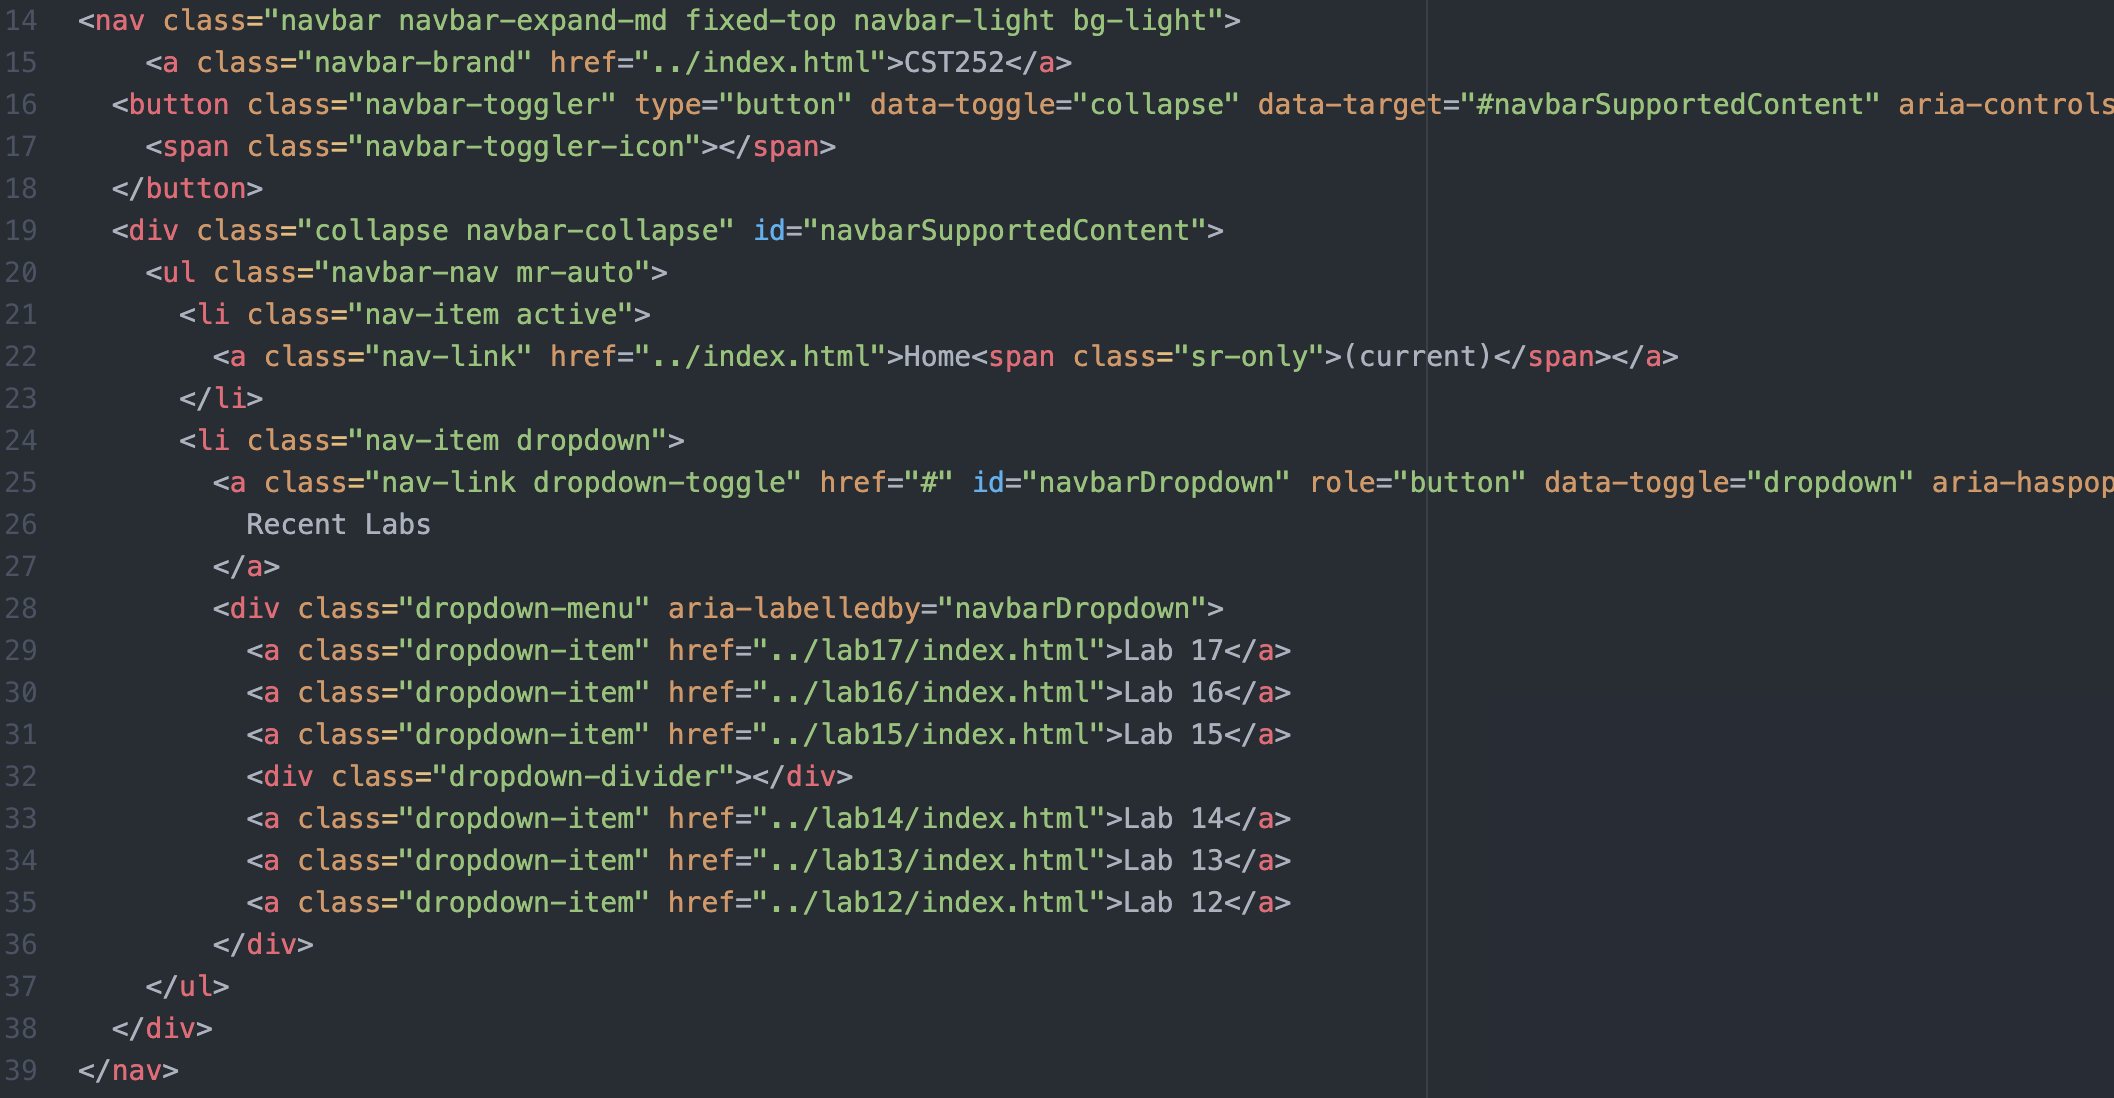 14 <nav class="navbar navbar-expand-md fixed-top navbar-light bg-light">
15     <a class="navbar-brand" href="../index.html">CST252</a>
16   <button class="navbar-toggler" type="button" data-toggle="collapse" data-target="#navbarSupportedContent" aria-controls
17     <span class="navbar-toggler-icon"></span>
18   </button>
19   <div class="collapse navbar-collapse" id="navbarSupportedContent">
20     <ul class="navbar-nav mr-auto">
21       <li class="nav-item active">
22         <a class="nav-link" href="../index.html">Home<span class="sr-only">(current)</span></a>
23       </li>
24       <li class="nav-item dropdown">
25         <a class="nav-link dropdown-toggle" href="#" id="navbarDropdown" role="button" data-toggle="dropdown" aria-haspop
26           Recent Labs
27         </a>
28         <div class="dropdown-menu" aria-labelledby="navbarDropdown">
29           <a class="dropdown-item" href="../lab17/index.html">Lab 17</a>
30           <a class="dropdown-item" href="../lab16/index.html">Lab 16</a>
31           <a class="dropdown-item" href="../lab15/index.html">Lab 15</a>
32           <div class="dropdown-divider"></div>
33           <a class="dropdown-item" href="../lab14/index.html">Lab 14</a>
34           <a class="dropdown-item" href="../lab13/index.html">Lab 13</a>
35           <a class="dropdown-item" href="../lab12/index.html">Lab 12</a>
36         </div>
37     </ul>
38   </div>
39 </nav>